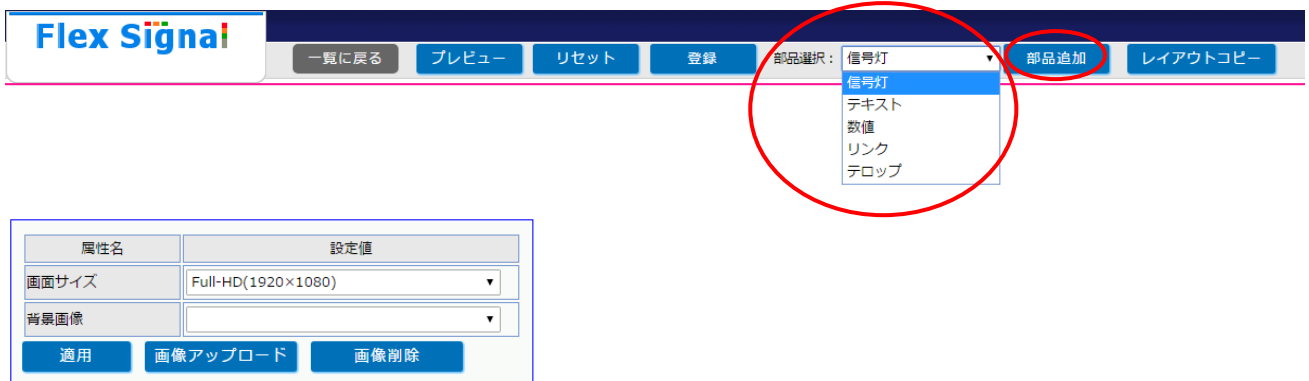 Flex Signal
一覧に戻る プレビュー リセット 登録 部品選択： 信号灯 部品追加 レイアウトコピー
信号灯
テキスト
数値
リンク
テロップ
属性名 設定値
画面サイズ Full-HD(1920×1080)
背景画像
適用 画像アップロード 画像削除